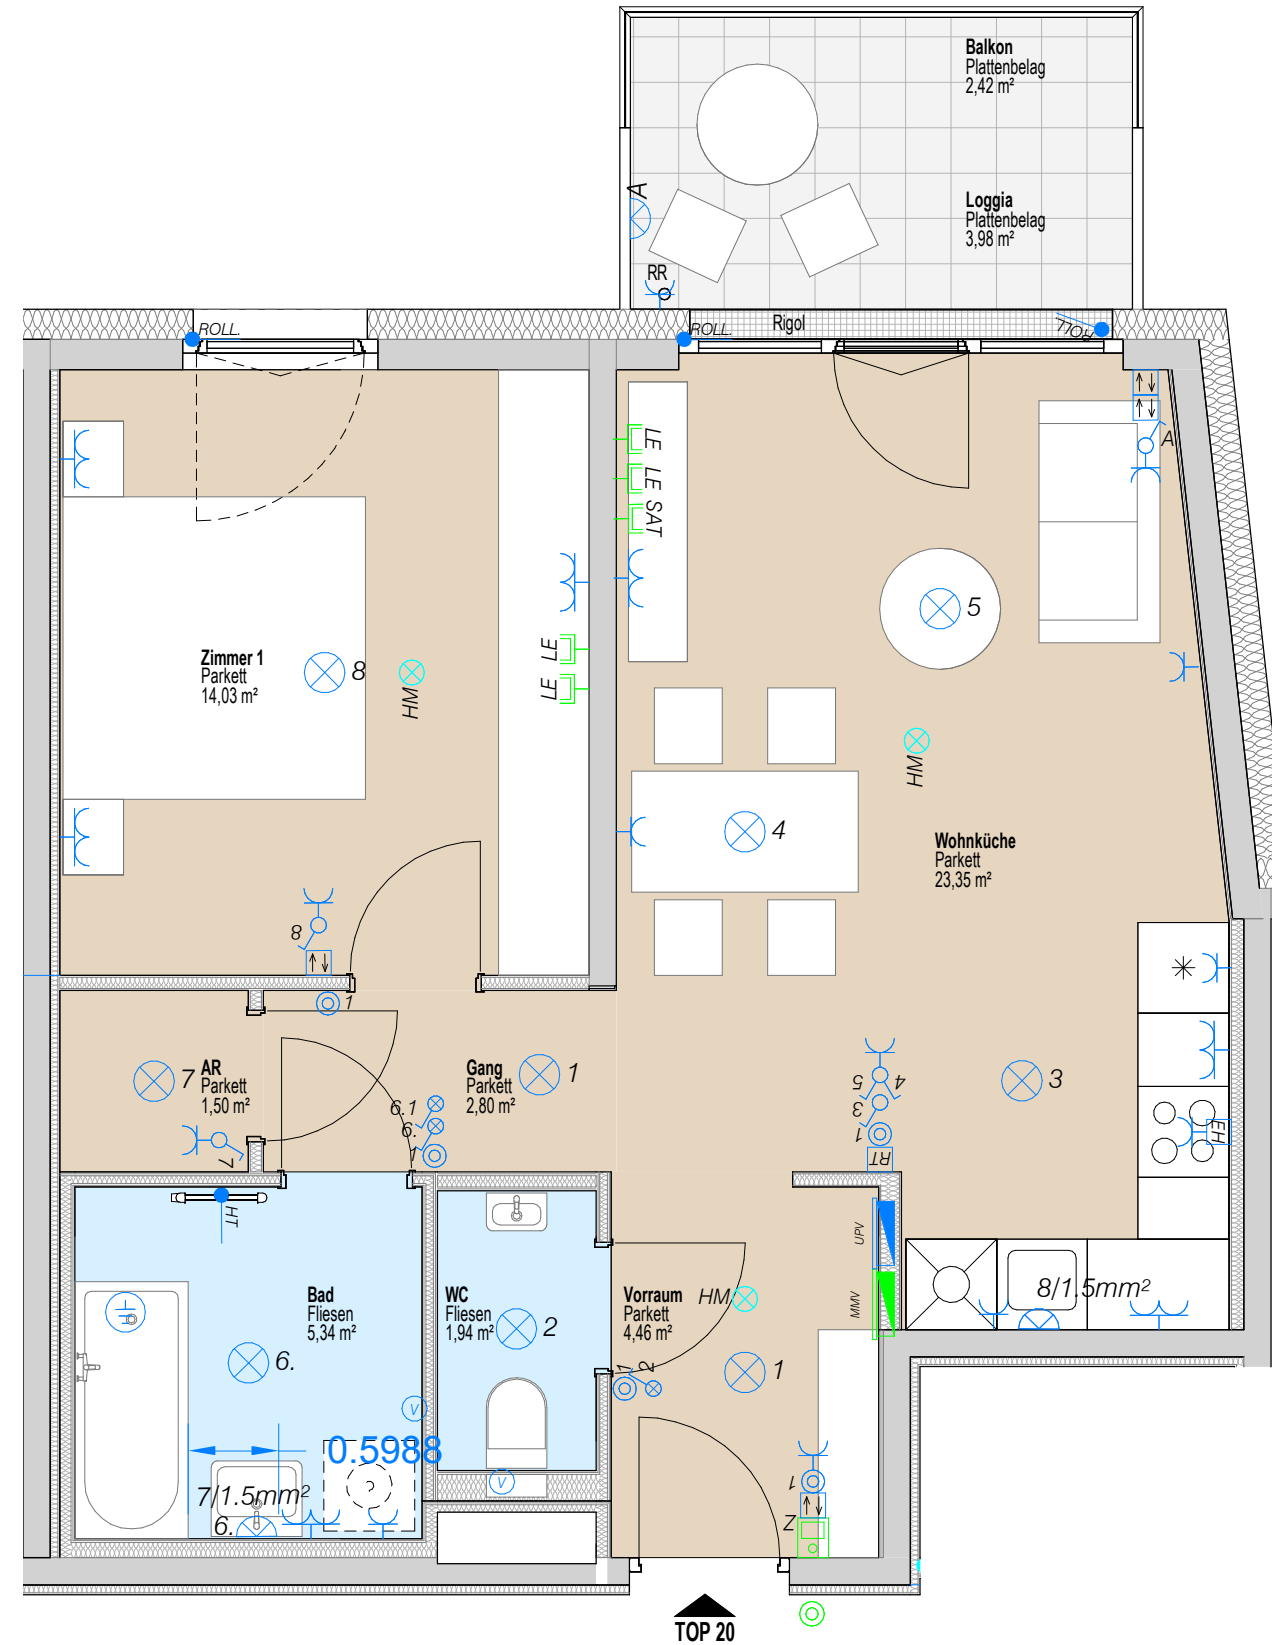 Balkon
Plattenbelag
2,42 m²
A
Loggia
Plattenbelag
3,98 m²
RR
ROLL.
ROLL.
Rigol
ROLL.
LE
LE
SAT
A
5
Zimmer 1
Parkett
14,03 m²
8
HM
LE
LE
HM
4
Wohnküche
Parkett
23,35 m²
8
1
7
AR
Parkett
1,50 m²
Gang
Parkett
2,80 m²
1
6.1
6.
1
7
5
4
3
1
RT
3
EH
HT
UPV
MMV
Bad
Fliesen
5,34 m²
WC
Fliesen
1,94 m²
2
Vorraum
Parkett
4,46 m²
HM
8/1.5mm²
6.
1
2
1
V
0.5988
7/1.5mm²
6.
V
1
Z
TOP 20